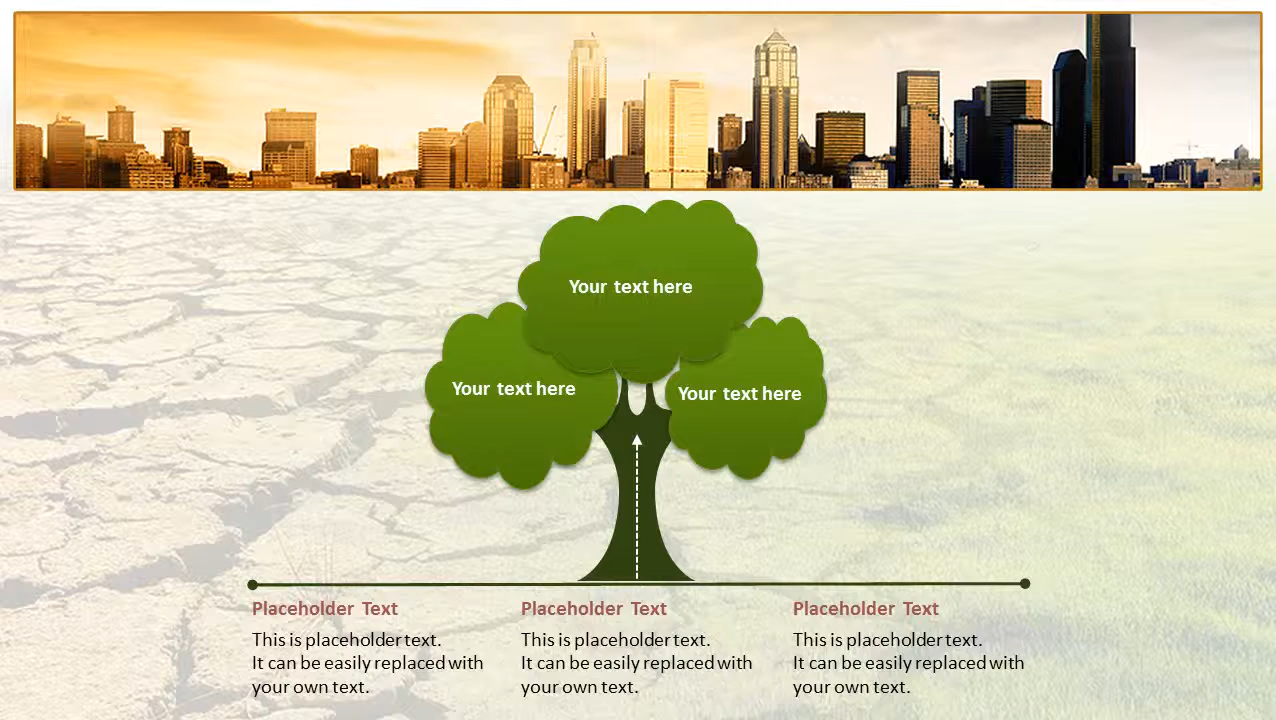 Your text here
Your text here
Your text here
Placeholder Text
This is placeholder text.
It can be easily replaced with
your own text.
Placeholder Text
This is placeholder text.
It can be easily replaced with
your own text.
Placeholder Text
This is placeholder text.
It can be easily replaced with
your own text.